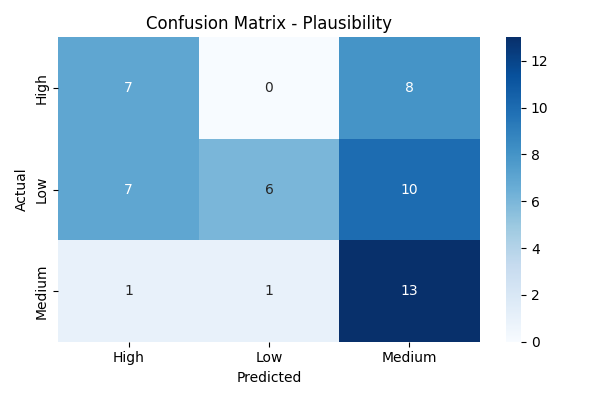 Confusion Matrix - Plausibility
High 7 0 8
Low 7 6 10
Medium 1 1 13
High Low Medium
Predicted
Actual
12
10
8
6
4
2
0